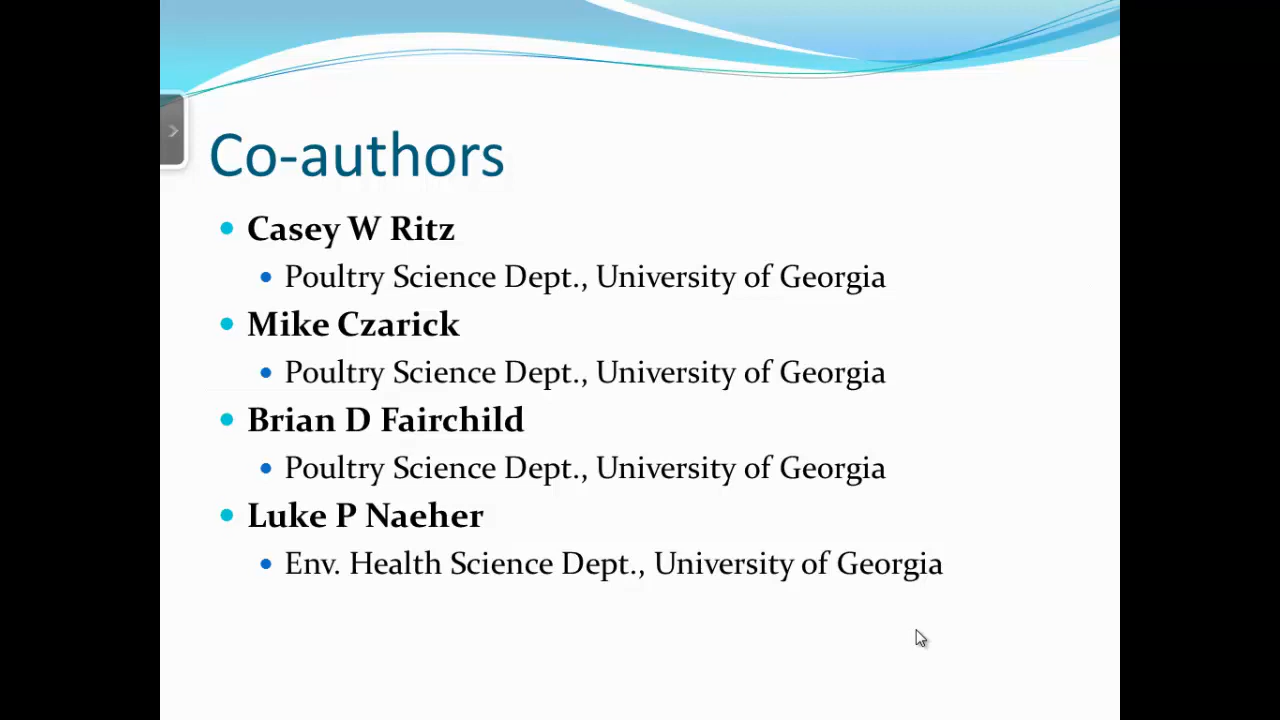 Co-authors
Casey W Ritz
Poultry Science Dept., University of Georgia
Mike Czarick
Poultry Science Dept., University of Georgia
Brian D Fairchild
Poultry Science Dept., University of Georgia
Luke P Naeher
Env. Health Science Dept., University of Georgia